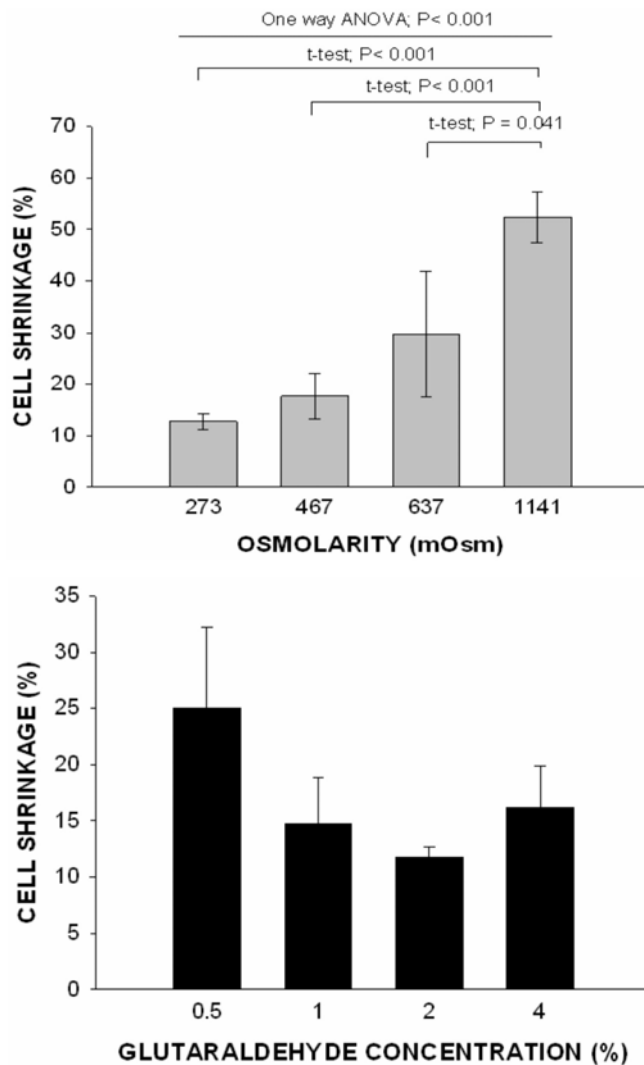 One way ANOVA; P< 0.001
t-test; P< 0.001
t-test; P< 0.001
t-test; P = 0.041
CELL SHRINKAGE (%)
70
60
50
40
30
20
10
0
273 467 637 1141
OSMOLARITY (mOsm)
CELL SHRINKAGE (%)
35
30
25
20
15
10
5
0
0.5 1 2 4
GLUTARALDEHYDE CONCENTRATION (%)